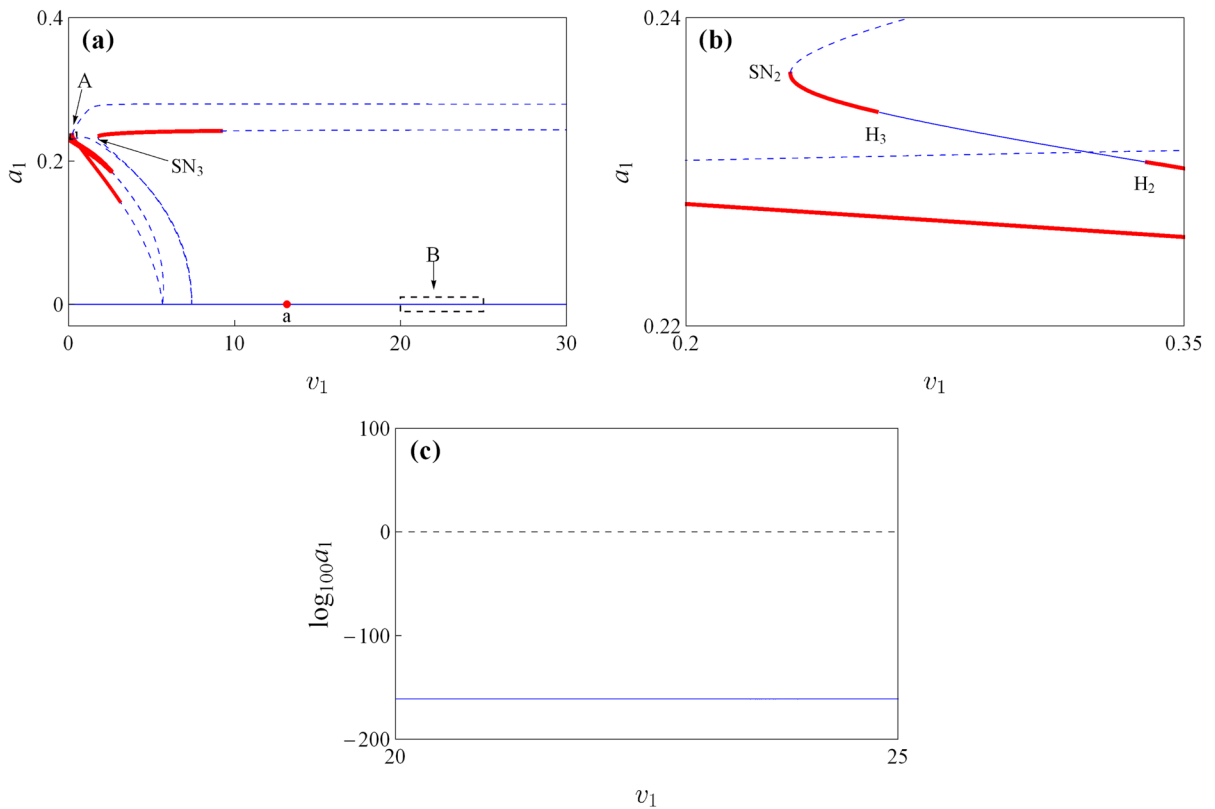 (a)
0.4
0.2
0
a₁
A
SN₃
B
a
0 10 20 30
v₁
(b)
0.24
0.22
a₁
SN₂
H₃
H₂
0.2 0.35
v₁
(c)
100
0
−100
−200
log₁₀₀a₁
20 25
v₁